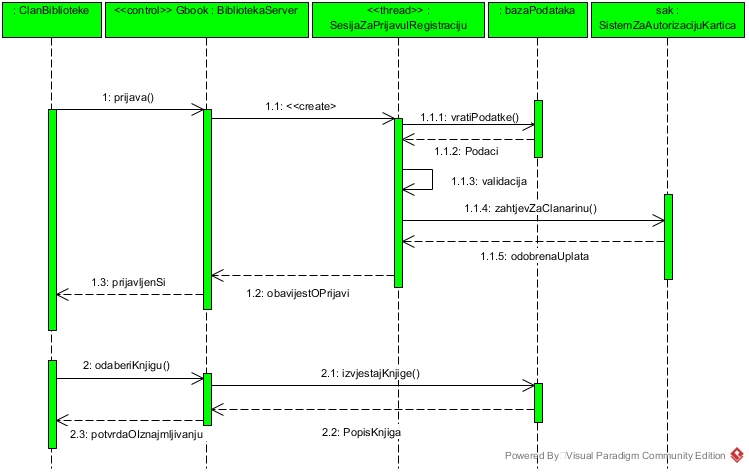 : ClanBiblioteke
<<control>> Gbook : BibliotekaServer
<<thread>> :
SesijaZaPrijavuIRegistraciju
: bazaPodataka
sak :
SistemZaAutorizacijuKartica
1: prijava()
1.1: <<create>
1.1.1: vratiPodatke()
1.1.2: Podaci
1.1.3: validacija
1.1.4: zahtjevZaClanarinu()
1.1.5: odobrenaUplata
1.2: obavijestOPrijavi
1.3: prijavljenSi
2: odaberiKnjigu()
2.1: izvjestajKnjige()
2.2: PopisKnjiga
2.3: potvrdaOIznajmljivanju
Powered By Visual Paradigm Community Edition